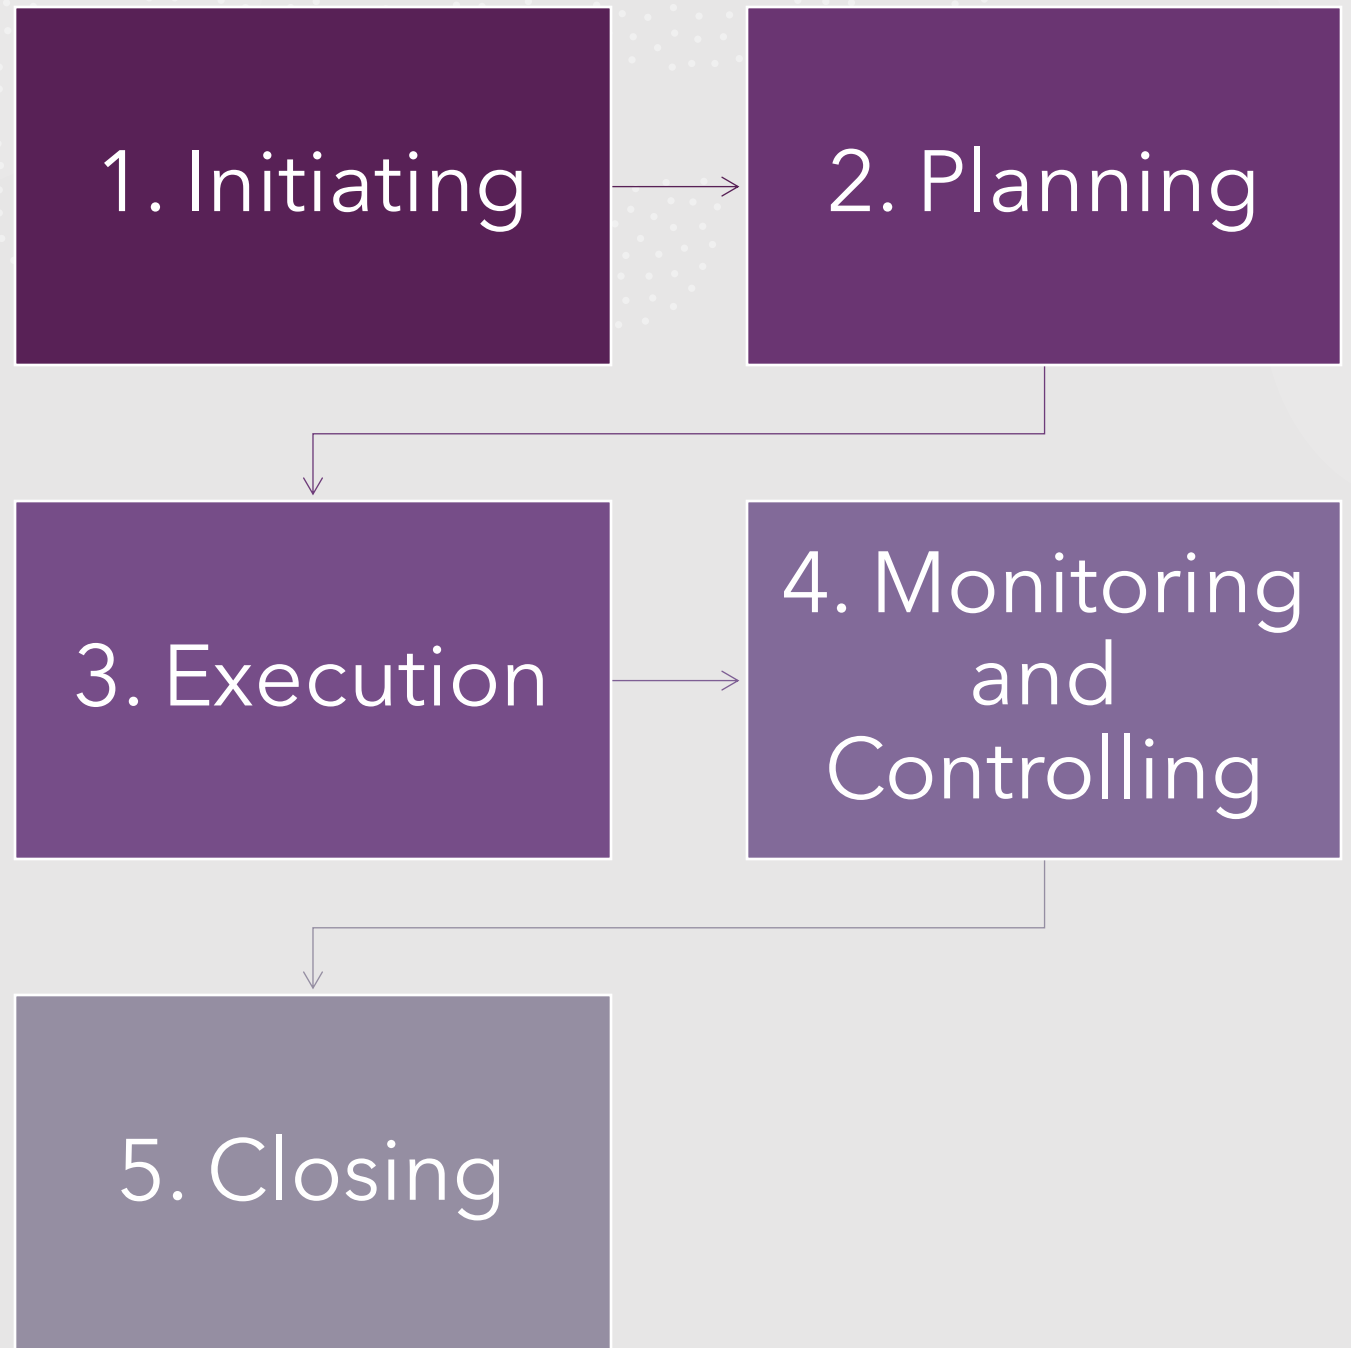 1. Initiating
2. Planning
3. Execution
4. Monitoring
and
Controlling
5. Closing